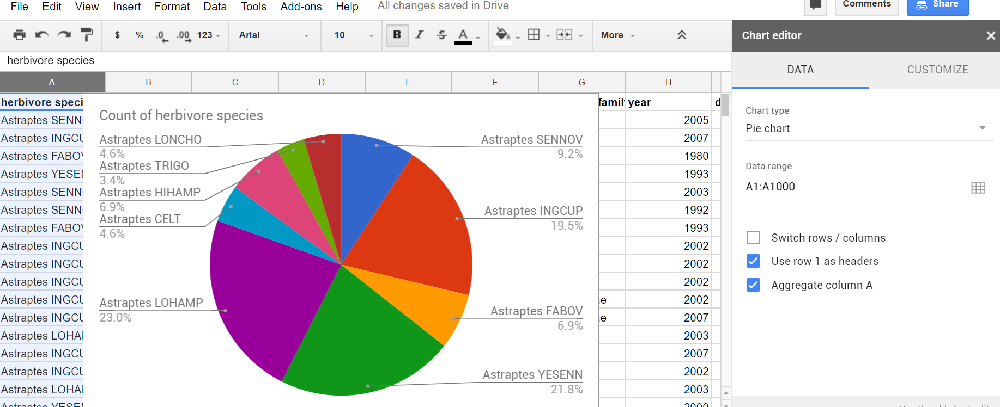 File Edit View Insert Format Data Tools Add-ons Help All changes saved in Drive Comments Share
$ % .0 .00 123 Arial 10 B I S A More
Chart editor
herbivore species
DATA CUSTOMIZE
A B C D E F G H
herbivore speci family year d
Astraptes SENN 2005
Astraptes INGCU 2007
Astraptes FABOV 1980
Astraptes YESEI 1993
Astraptes SENN 2003
Astraptes SENN 1992
Astraptes FABOV 1993
Astraptes INGCU 2002
Astraptes INGCU 2002
Astraptes INGCU 2002
Astraptes INGCU e 2002
Astraptes INGCU e 2007
Astraptes LOHAI 2003
Astraptes INGCU 2007
Astraptes INGCU 2002
Astraptes LOHAI 2003
Astraptes YESEI 2000
Count of herbivore species
Astraptes LONCHO
4.6%
Astraptes TRIGO
3.4%
Astraptes HIHAMP
6.9%
Astraptes CELT
4.6%
Astraptes LOHAMP
23.0%
Astraptes SENNOV
9.2%
Astraptes INGCUP
19.5%
Astraptes FABOV
6.9%
Astraptes YESENN
21.8%
Chart type
Pie chart
Data range
A1:A1000
Switch rows / columns
Use row 1 as headers
Aggregate column A